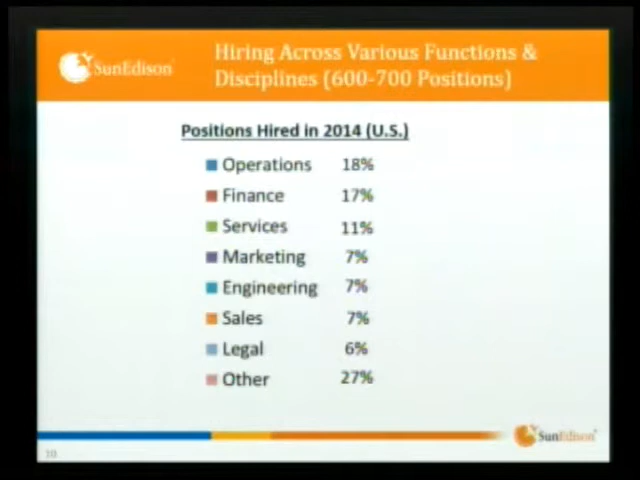 SunEdison
Hiring Across Various Functions &
Disciplines (600-700 Positions)
Positions Hired in 2014 (U.S.)
Operations 18%
Finance 17%
Services 11%
Marketing 7%
Engineering 7%
Sales 7%
Legal 6%
Other 27%
SunEdison
10